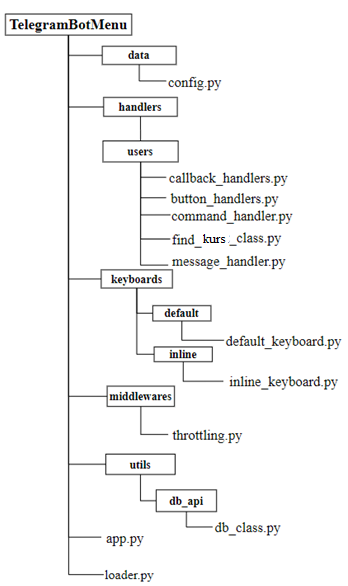 TelegramBotMenu
data
config.py
handlers
users
callback_handlers.py
button_handlers.py
command_handler.py
find_kurs_class.py
message_handler.py
keyboards
default
default_keyboard.py
inline
inline_keyboard.py
middlewares
throttling.py
utils
db_api
db_class.py
app.py
loader.py